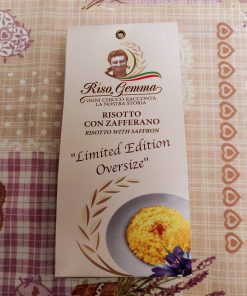 Riso Gemma
OGNI CHICCO RACCONTA
LA NOSTRA STORIA
RISOTTO
CON ZAFFERANO
RISOTTO WITH SAFFRON
"Limited Edition
Oversize"